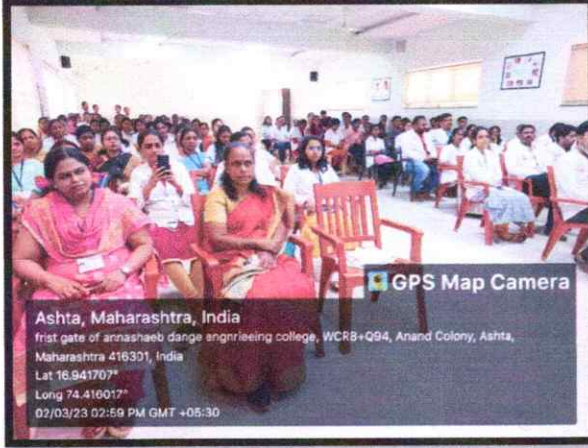 GPS Map Camera
Ashta, Maharashtra, India
frist gate of annashaeb dange engnrieeing college, WCR8+Q94, Anand Colony, Ashta,
Maharashtra 416301, India
Lat 16.941707°
Long 74.416017°
02/03/23 02:59 PM GMT +05:30